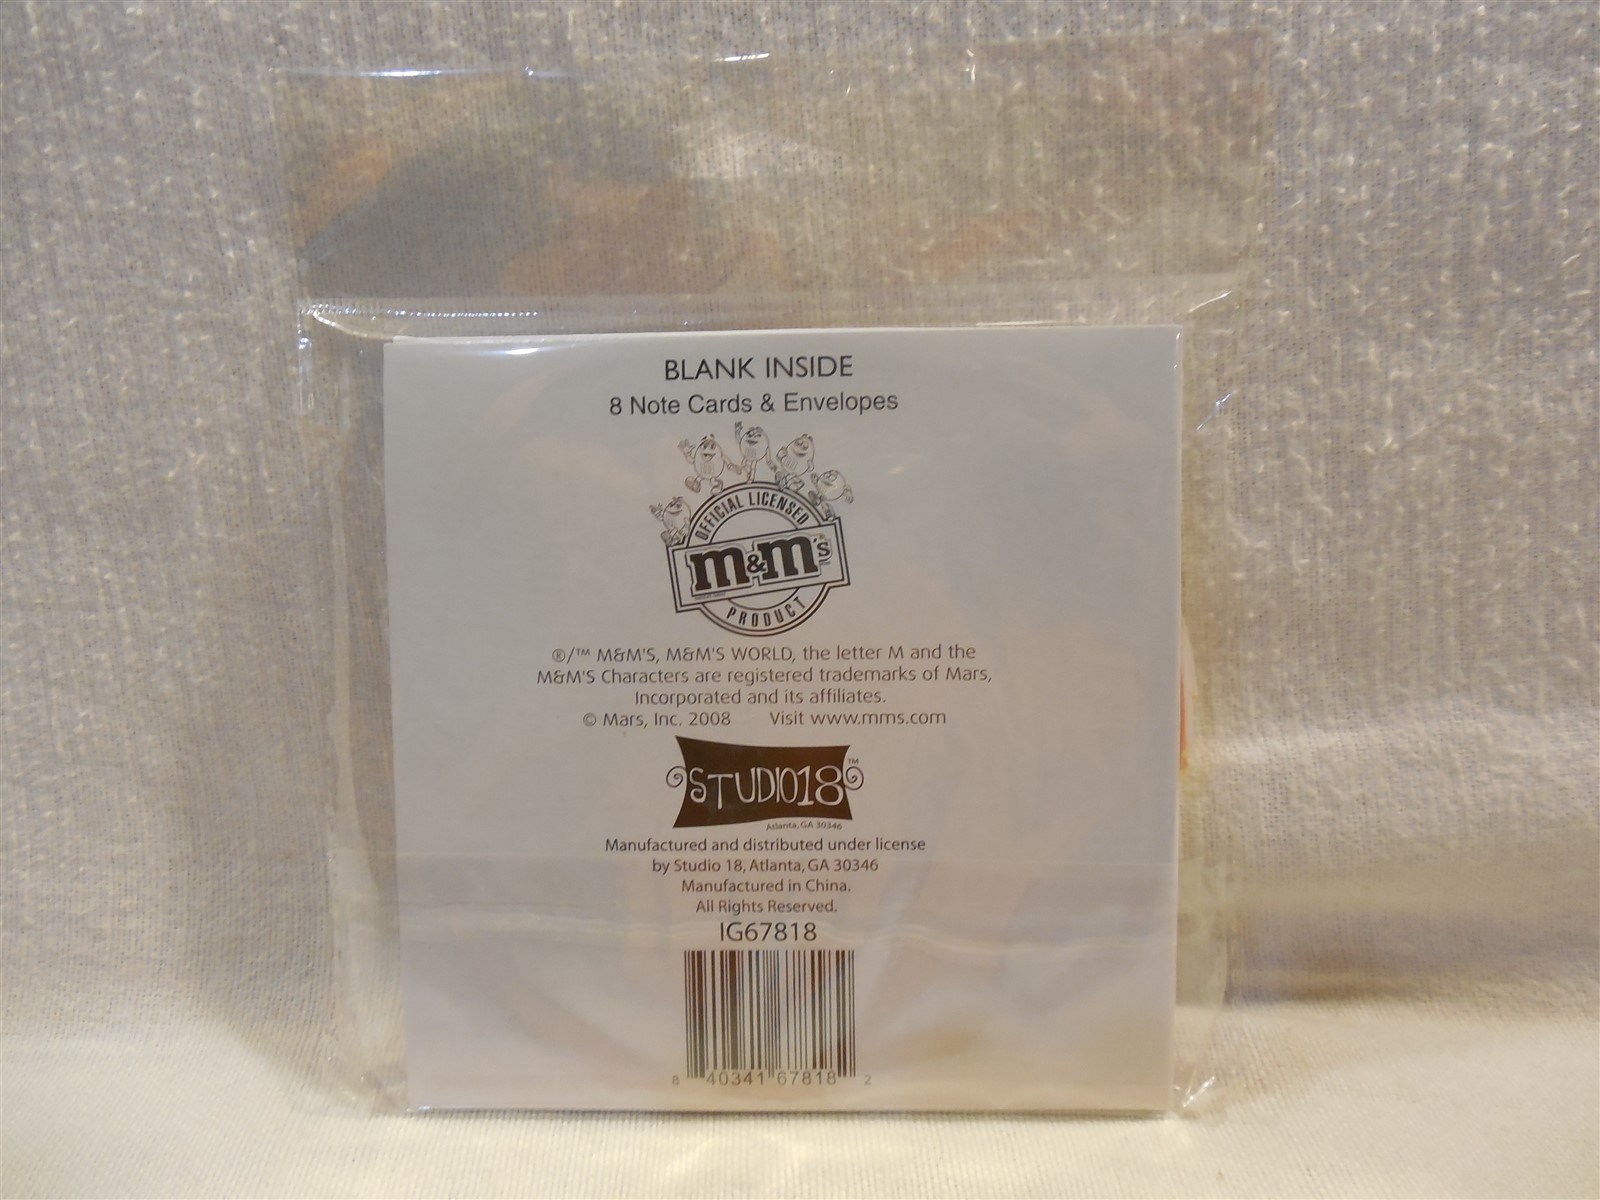 BLANK INSIDE
8 Note Cards & Envelopes
OFFICIAL LICENSED
m&m's®
PRODUCT
®/™ M&M'S, M&M'S WORLD, the letter M and the
M&M'S Characters are registered trademarks of Mars,
Incorporated and its affiliates.
© Mars, Inc. 2008 Visit www.mms.com
STUDIO18™
Atlanta, GA 30346
Manufactured and distributed under license
by Studio 18, Atlanta, GA 30346
Manufactured in China.
All Rights Reserved.
IG67818
8 40341 67818 2